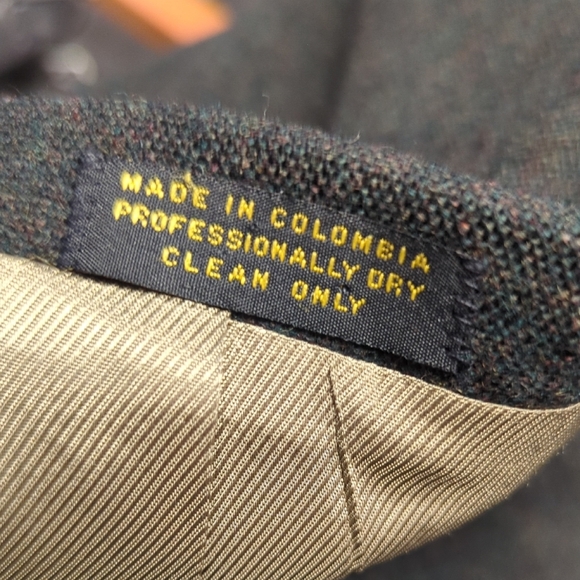 MADE IN COLOMBIA
PROFESSIONALLY DRY
CLEAN ONLY